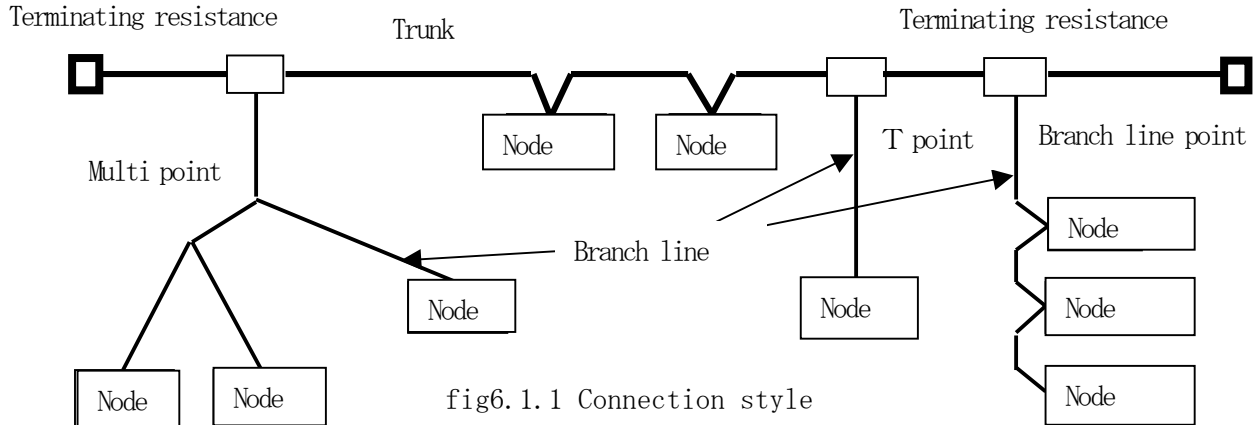 Terminating resistance
Trunk
Terminating resistance
Node
Node
T point
Branch line point
Multi point
Node
Branch line
Node
Node
Node
Node
Node
Node
fig6.1.1 Connection style